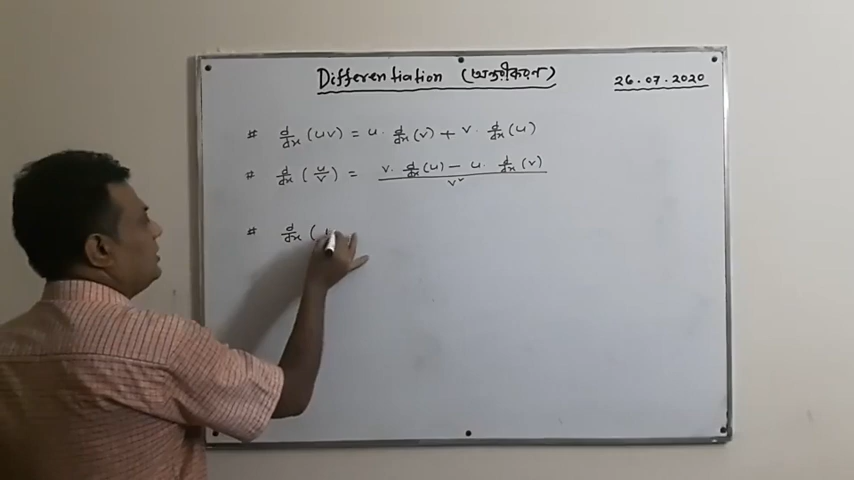 Differentiation (অন্তরীকরণ)
26.07.2020
# d/dx (uv) = u. d/dx (v) + v. d/dx (u)
# d/dx (u/v) = v. d/dx (u) - u. d/dx (v) / v²
# d/dx (